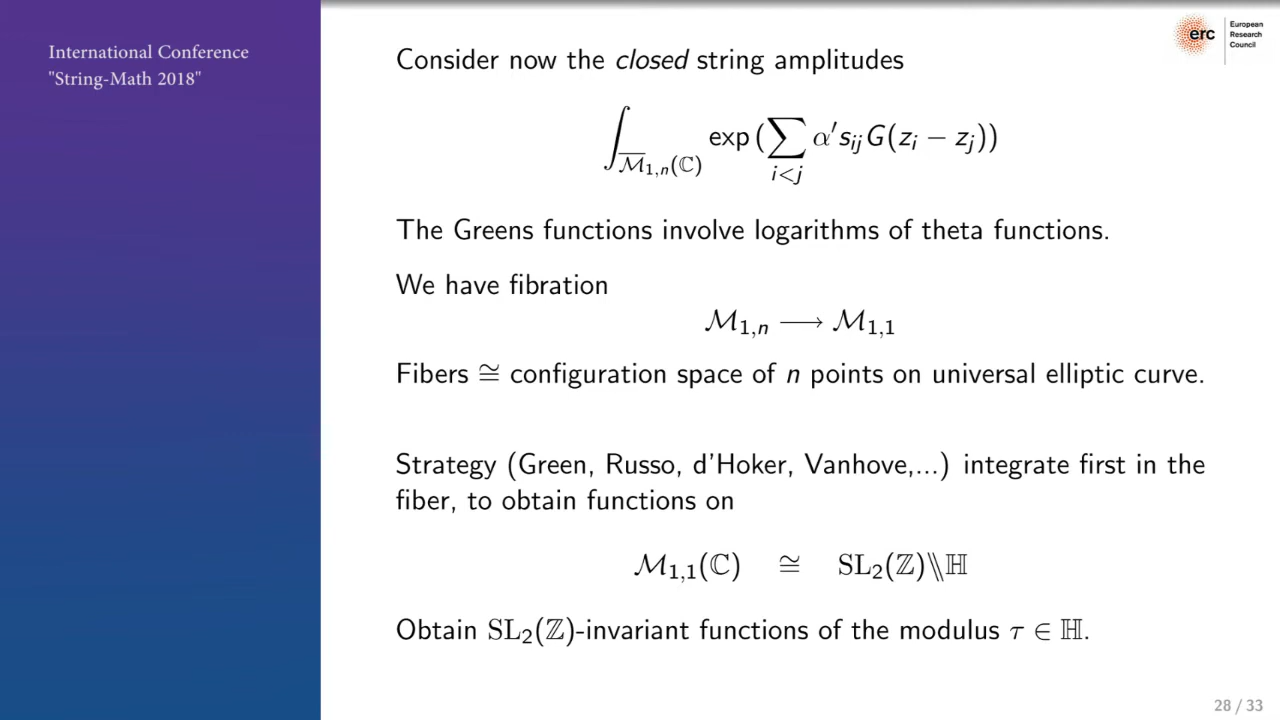 International Conference
"String-Math 2018"
erc
European
Research
Council
Consider now the closed string amplitudes
∫_{\overline{ℳ}_{1,n}(ℂ)} exp (∑_{i<j} α′s_{ij}G(z_i − z_j))
The Greens functions involve logarithms of theta functions.
We have fibration
ℳ_{1,n} ⟶ ℳ_{1,1}
Fibers ≅ configuration space of n points on universal elliptic curve.
Strategy (Green, Russo, d'Hoker, Vanhove,...) integrate first in the
fiber, to obtain functions on
ℳ_{1,1}(ℂ) ≅ SL_2(ℤ)\\ℍ
Obtain SL_2(ℤ)-invariant functions of the modulus τ ∈ ℍ.
28 / 33